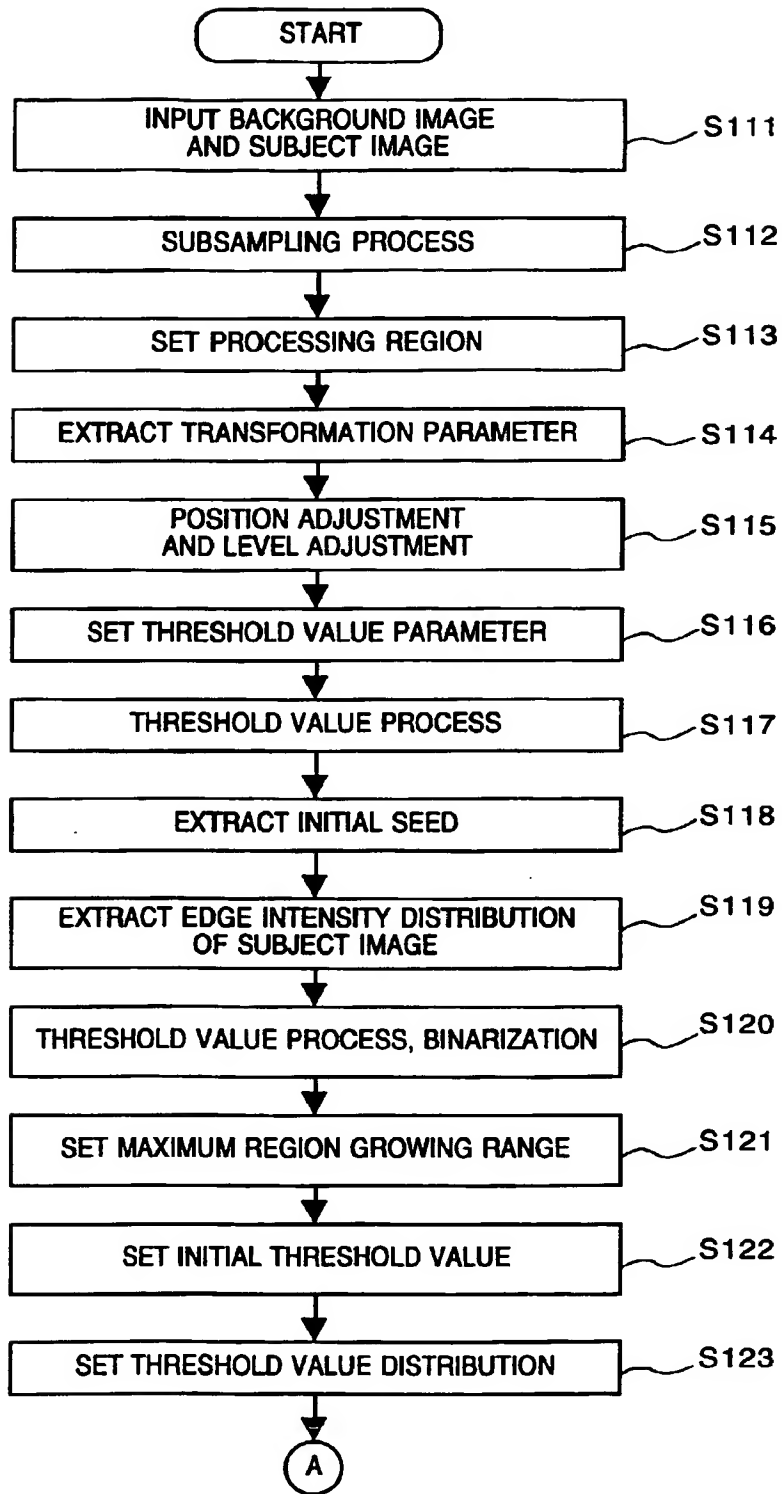 START
INPUT BACKGROUND IMAGE
AND SUBJECT IMAGE
S111
SUBSAMPLING PROCESS
S112
SET PROCESSING REGION
S113
EXTRACT TRANSFORMATION PARAMETER
S114
POSITION ADJUSTMENT
AND LEVEL ADJUSTMENT
S115
SET THRESHOLD VALUE PARAMETER
S116
THRESHOLD VALUE PROCESS
S117
EXTRACT INITIAL SEED
S118
EXTRACT EDGE INTENSITY DISTRIBUTION
OF SUBJECT IMAGE
S119
THRESHOLD VALUE PROCESS, BINARIZATION
S120
SET MAXIMUM REGION GROWING RANGE
S121
SET INITIAL THRESHOLD VALUE
S122
SET THRESHOLD VALUE DISTRIBUTION
S123
A